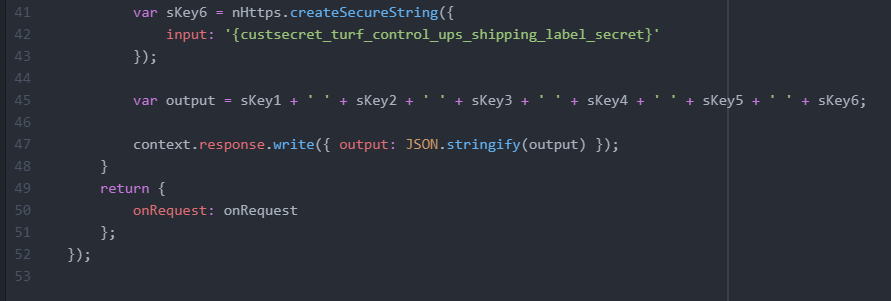 41 var sKey6 = nHttps.createSecureString({
42 input: '{custsecret_turf_control_ups_shipping_label_secret}'
43 });
44
45 var output = sKey1 + ' ' + sKey2 + ' ' + sKey3 + ' ' + sKey4 + ' ' + sKey5 + ' ' + sKey6;
46
47 context.response.write({ output: JSON.stringify(output) });
48 }
49 return {
50 onRequest: onRequest
51 };
52 });
53